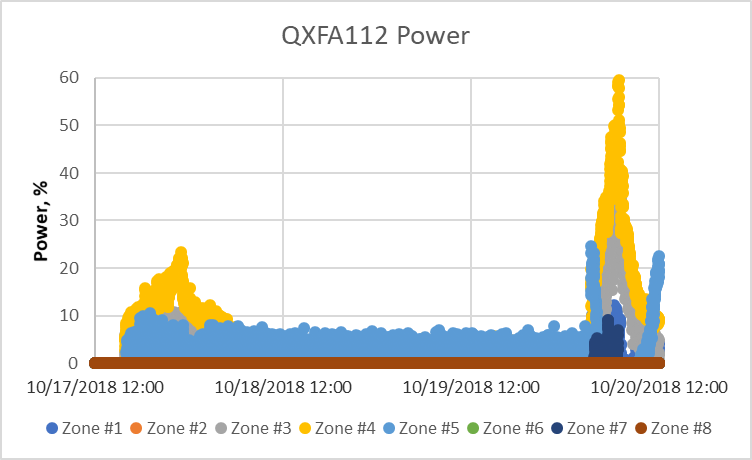 QXFA112 Power
60
50
40
30
20
10
0
Power, %
10/17/2018 12:00 10/18/2018 12:00 10/19/2018 12:00 10/20/2018 12:00
Zone #1 Zone #2 Zone #3 Zone #4 Zone #5 Zone #6 Zone #7 Zone #8